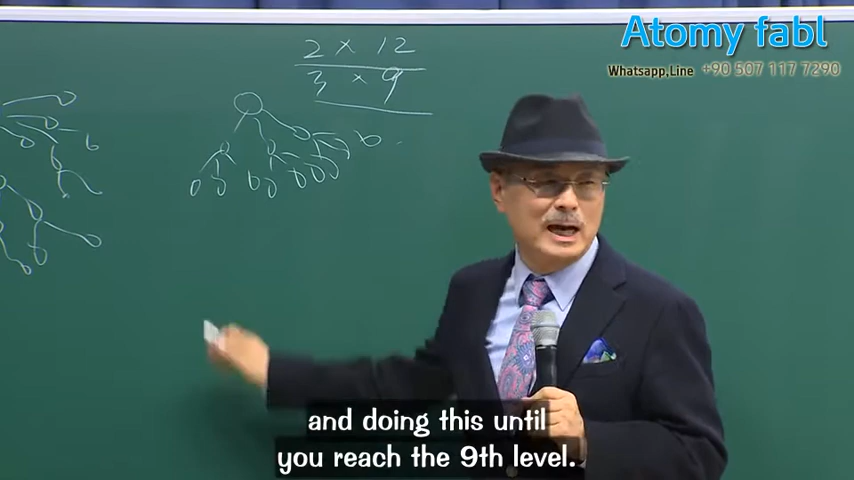 Atomy fabl
Whatsapp,Line +90 507 117 7290
2 x 12
3 x 9
and doing this until
you reach the 9th level.